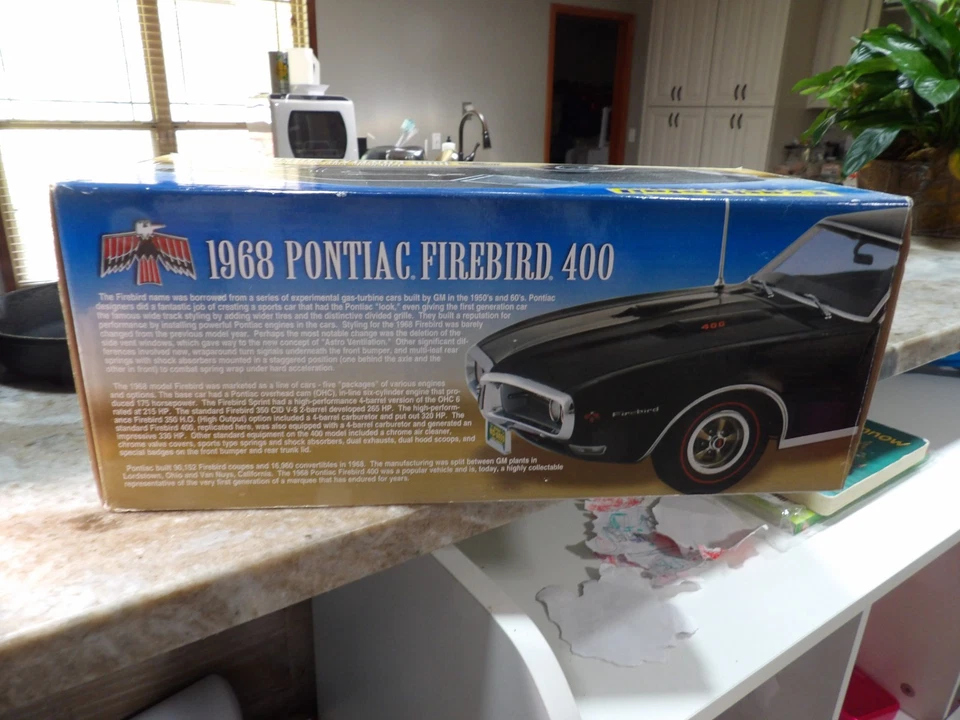 1968 PONTIAC FIREBIRD 400
The Firebird name was borrowed from a series of experimental gas-turbine cars built by GM in the 1950's and 60's. Pontiac
designers did a fantastic job of creating a sports car that had the Pontiac "look," even giving the first generation car
the famous wide track styling by adding wider tires and the distinctive divided grille. They built a reputation for
performance by installing powerful Pontiac engines in the cars. Styling for the 1968 Firebird was barely
changed from the previous year. Perhaps the most notable change was the deletion of the
side vent windows, which gave way to the new concept of "Astro Ventilation." Other significant dif-
ferences involved new, wraparound turn signals underneath the front bumper, and multi-leaf rear
springs with shock absorbers mounted in a staggered position (one behind the axle and the
other in front) to combat spring wrap under hard acceleration.
The 1968 model Firebird was marketed as a line of cars - five "packages" of various engines
and options. The base car had a Pontiac overhead cam (OHC), in-line six-cylinder engine that pro-
duced 175 horsepower. The Firebird Sprint had a high-performance 4-barrel version of the OHC 6
rated at 215 HP. The standard Firebird 350 CID V-8 2-barrel developed 265 HP. The high-perform-
ance Firebird 350 H.O. (High Output) option included a 4-barrel carburetor and put out 320 HP. The
standard Firebird 400, replicated here, was also equipped with a 4-barrel carburetor and generated an
impressive 330 HP. Other standard equipment on the 400 model included a chrome air cleaner,
chrome valve covers, sports type springs and shock absorbers, dual exhausts, dual hood scoops, and
special badges on the front bumper and rear trunk lid.
Pontiac built 90,152 Firebird coupes and 16,960 convertibles in 1968. The manufacturing was split between GM plants in
Lordstown, Ohio and Van Nuys, California. The 1968 Pontiac Firebird 400 was a popular vehicle and is, today, a highly collectable
representative of the very first generation of a marques that has endured for years.
400
Firebird